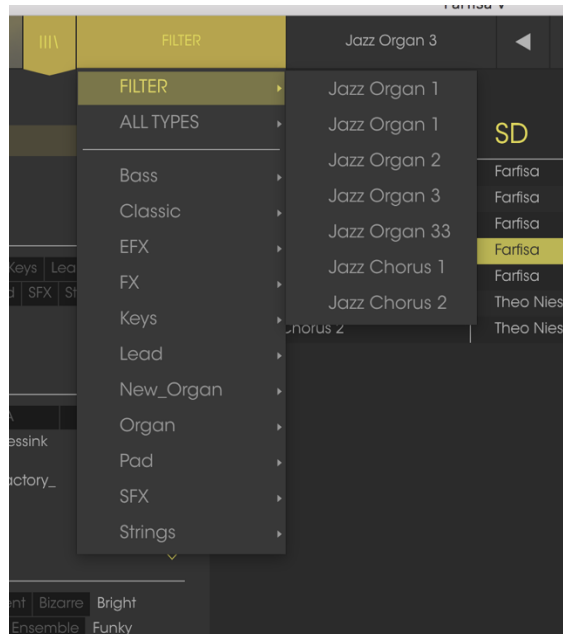 FILTER
Jazz Organ 3
FILTER
ALL TYPES
Bass
Classic
EFX
FX
Keys
Lead
New_Organ
Organ
Pad
SFX
Strings
Jazz Organ 1
Jazz Organ 1
Jazz Organ 2
Jazz Organ 3
Jazz Organ 33
Jazz Chorus 1
Jazz Chorus 2
SD
Farfisa
Farfisa
Farfisa
Farfisa
Farfisa
Theo Nies
Chorus 2 Theo Nies
Keys Lea
d SFX St
A
essink
actory_
ent Bizarre Bright
Ensemble Funky